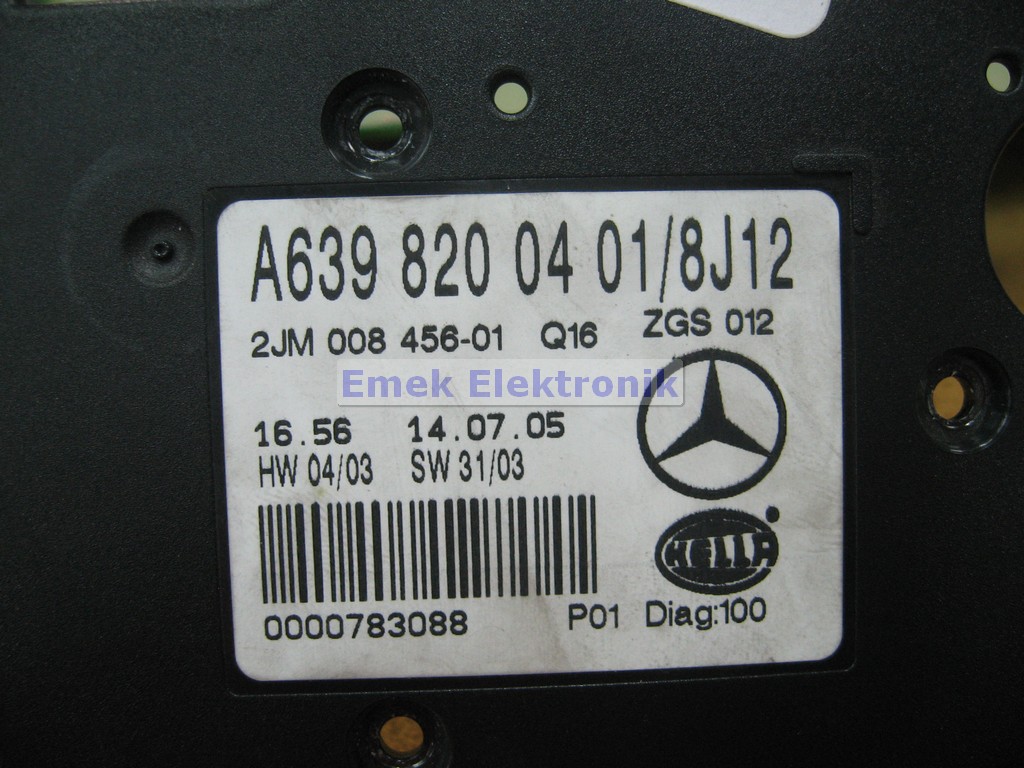 A639 820 04 01/8J12
2JM 008 456-01 Q16 ZGS 012
Emek Elektronik
16.56 14.07.05
HW 04/03 SW 31/03
HELLA
0000783088 P01 Diag:100